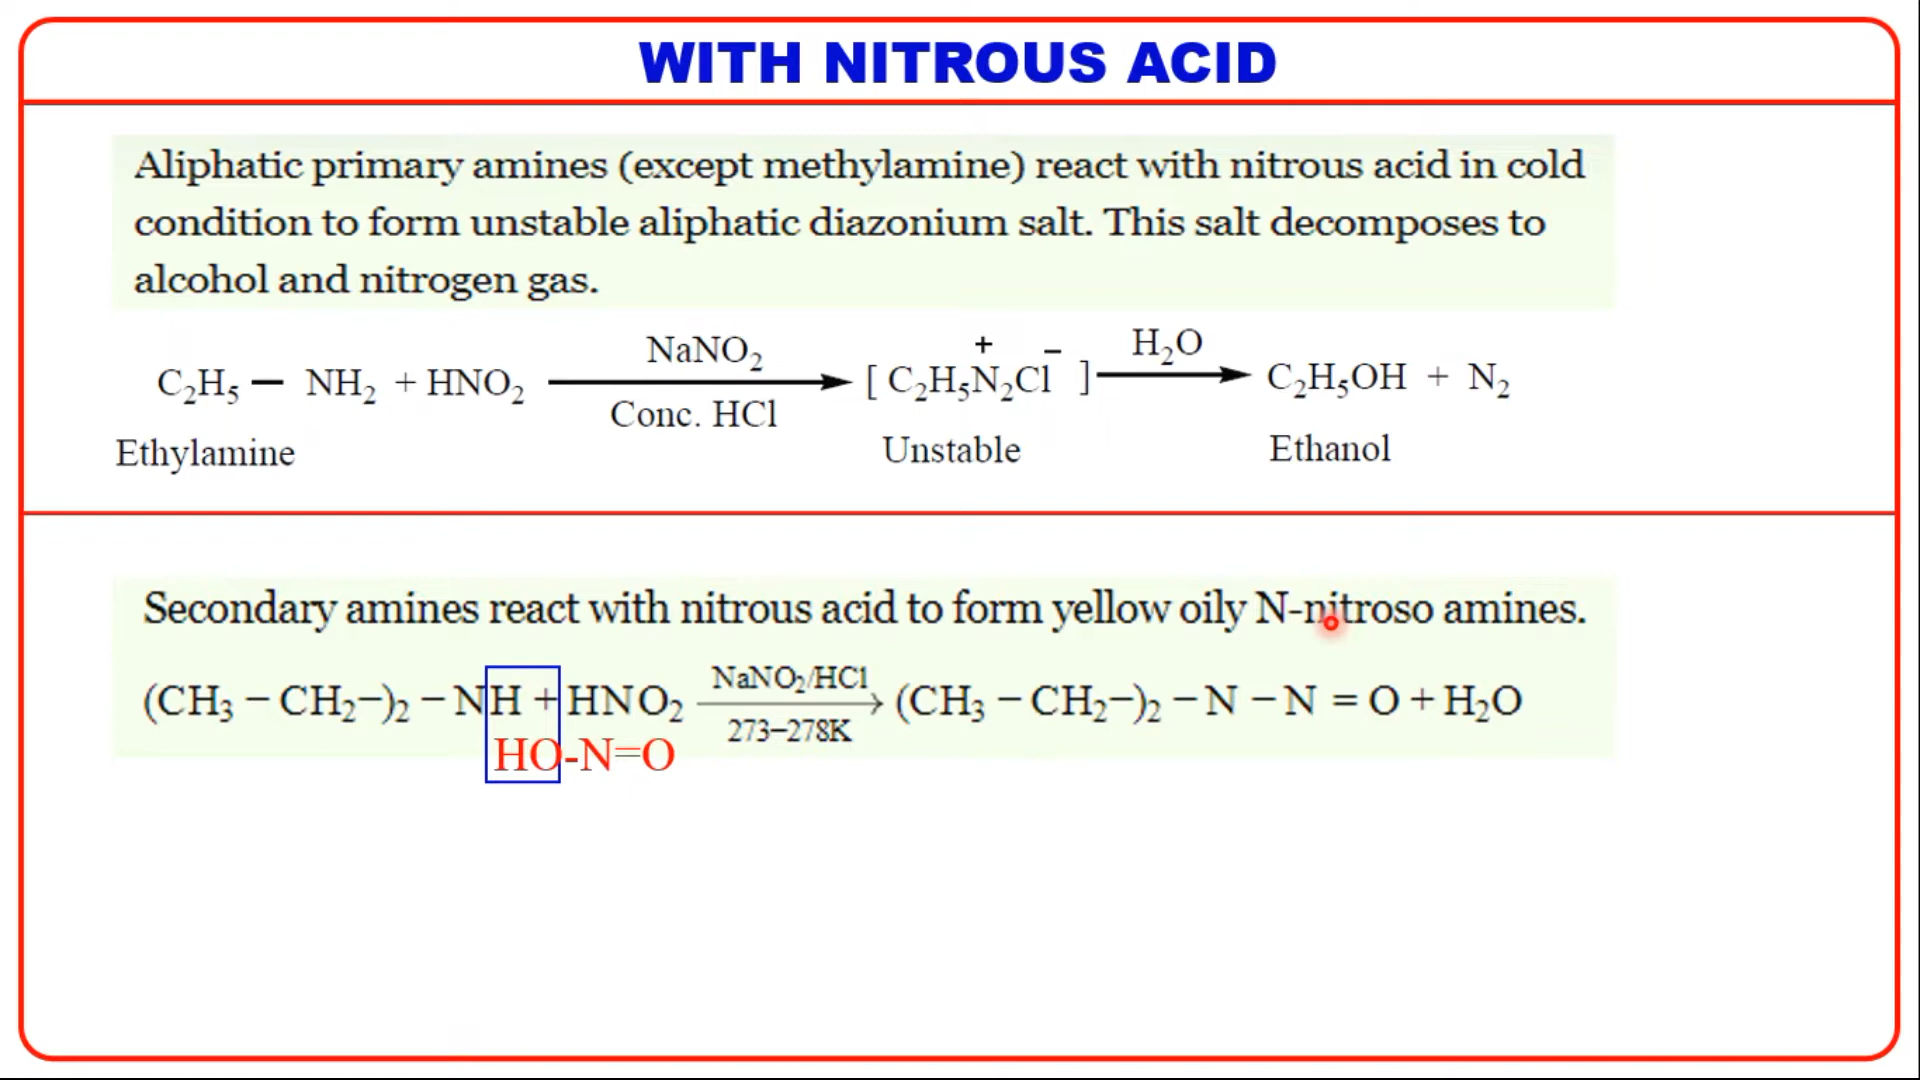 WITH NITROUS ACID
Aliphatic primary amines (except methylamine) react with nitrous acid in cold
condition to form unstable aliphatic diazonium salt. This salt decomposes to
alcohol and nitrogen gas.
C₂H₅ — NH₂ + HNO₂ NaNO₂ Conc. HCl [ C₂H₅N₂⁺Cl⁻ ] H₂O C₂H₅OH + N₂
Ethylamine Unstable Ethanol
Secondary amines react with nitrous acid to form yellow oily N-nitroso amines.
(CH₃ − CH₂−)₂ − NH + HNO₂ NaNO₂/HCl 273−278K (CH₃ − CH₂−)₂ − N − N = O + H₂O
HO-N=O